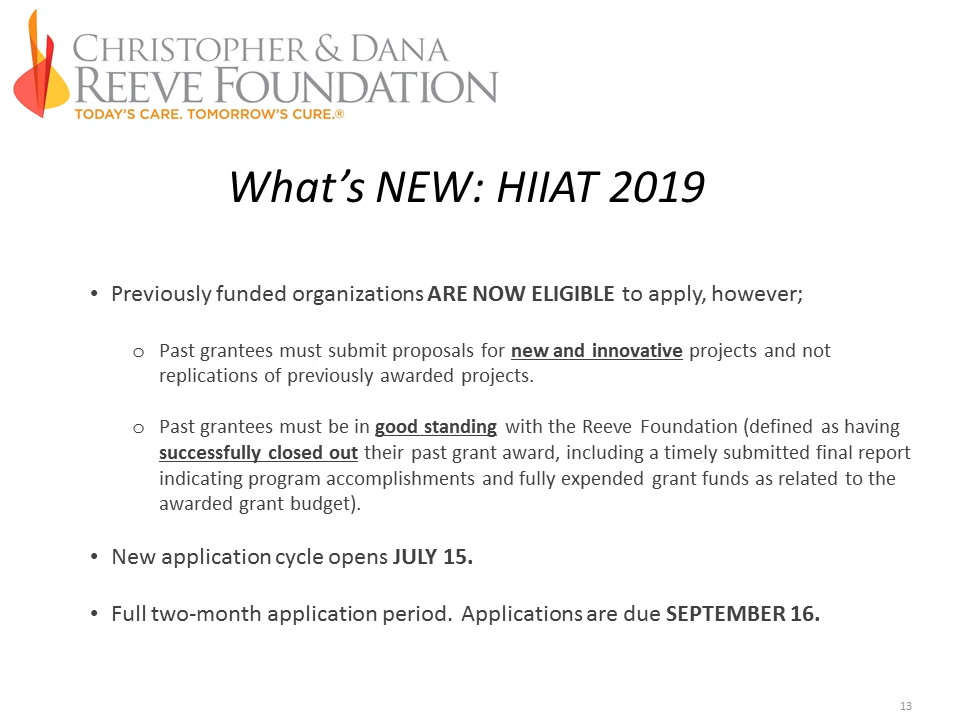 CHRISTOPHER & DANA
REEVE FOUNDATION
TODAY'S CARE. TOMORROW'S CURE.®
What's NEW: HIIAT 2019
• Previously funded organizations ARE NOW ELIGIBLE to apply, however;
o Past grantees must submit proposals for new and innovative projects and not
replications of previously awarded projects.
o Past grantees must be in good standing with the Reeve Foundation (defined as having
successfully closed out their past grant award, including a timely submitted final report
indicating program accomplishments and fully expended grant funds as related to the
awarded grant budget).
• New application cycle opens JULY 15.
• Full two-month application period. Applications are due SEPTEMBER 16.
13